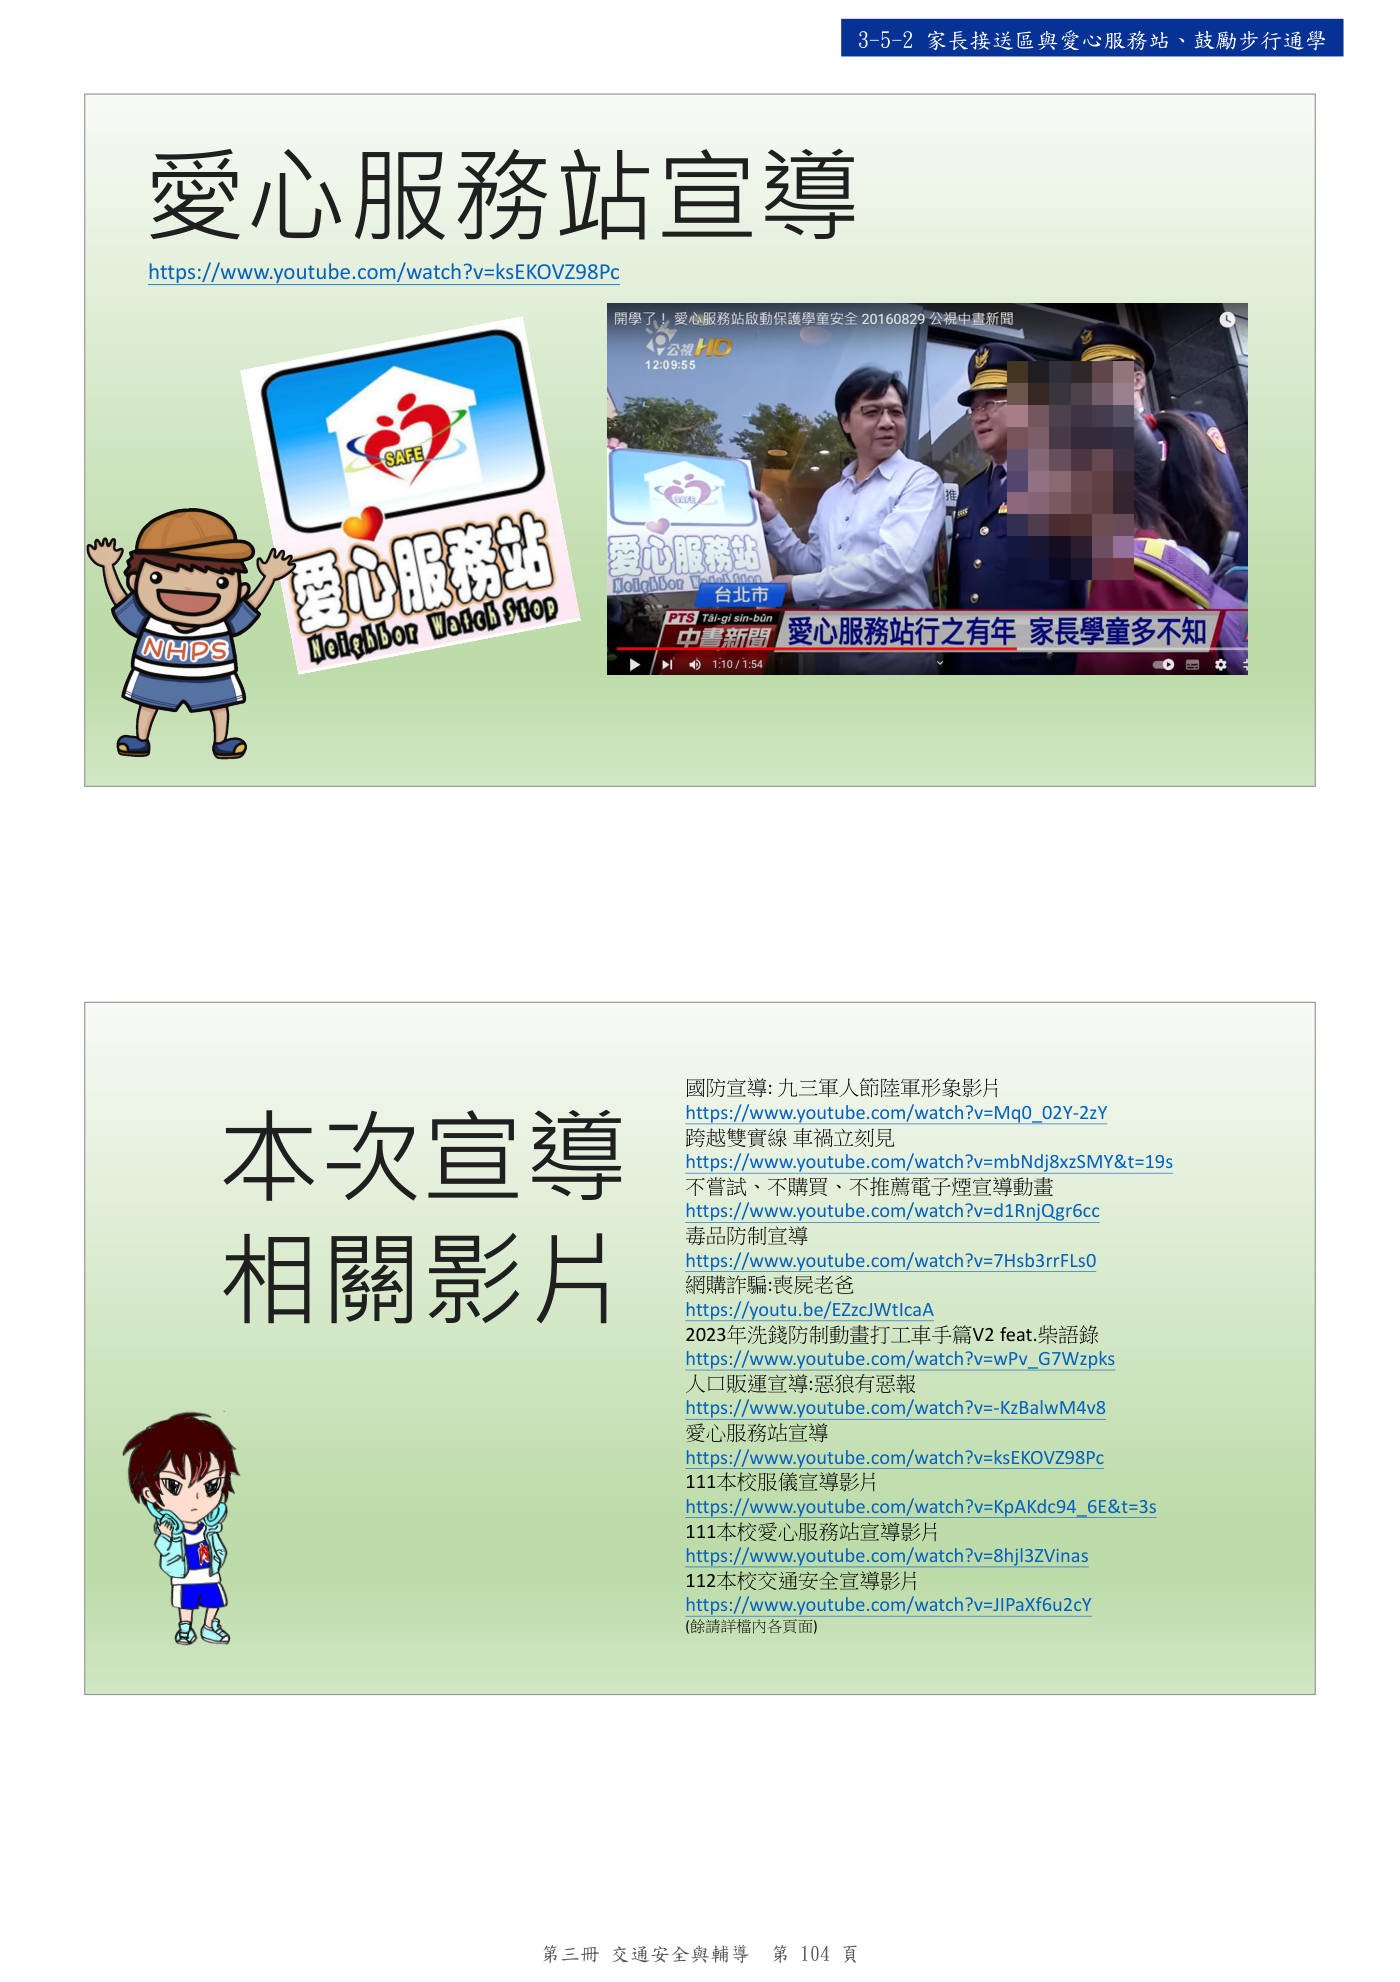 3-5-2 家長接送區與愛心服務站、鼓勵步行通學
愛心服務站宣導
https://www.youtube.com/watch?v=ksEKOVZ98Pc
SAFE
愛心服務站
Neighbor Watch Stop
NHPS
開學了！ 愛心服務站啟動保護學童安全 20160829 公視中晝新聞
公視HD
12:09:55
SAFE
愛心服務站
Neighbor Watch Stop
推
台北市
PTS Tâi-gí sin-bûn
中晝新聞
愛心服務站行之有年 家長學童多不知
1:10 / 1:54
本次宣導
相關影片
國防宣導: 九三軍人節陸軍形象影片
https://www.youtube.com/watch?v=Mq0_02Y-2zY
跨越雙實線 車禍立刻見
https://www.youtube.com/watch?v=mbNdj8xzSMY&t=19s
不嘗試、不購買、不推薦電子煙宣導動畫
https://www.youtube.com/watch?v=d1RnjQgr6cc
毒品防制宣導
https://www.youtube.com/watch?v=7Hsb3rrFLs0
網購詐騙:喪屍老爸
https://youtu.be/EZzcJWtIcaA
2023年洗錢防制動畫打工車手篇V2 feat.柴語錄
https://www.youtube.com/watch?v=wPv_G7Wzpks
人口販運宣導:惡狼有惡報
https://www.youtube.com/watch?v=-KzBalwM4v8
愛心服務站宣導
https://www.youtube.com/watch?v=ksEKOVZ98Pc
111本校服儀宣導影片
https://www.youtube.com/watch?v=KpAKdc94_6E&t=3s
111本校愛心服務站宣導影片
https://www.youtube.com/watch?v=8hjl3ZVinas
112本校交通安全宣導影片
https://www.youtube.com/watch?v=JIPaXf6u2cY
(餘請詳檔內各頁面)
第三冊 交通安全與輔導 第 104 頁